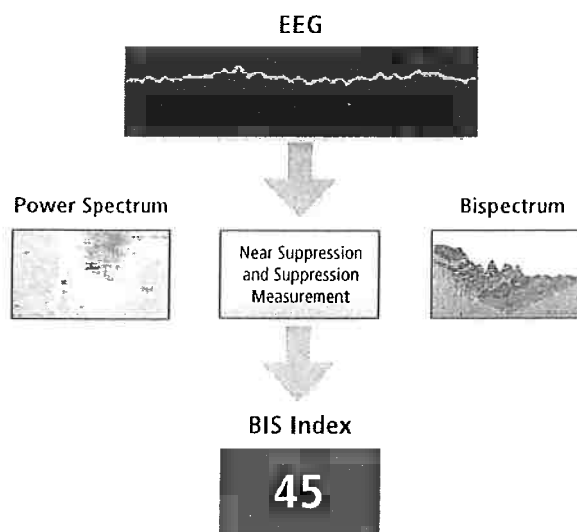 EEG
Power Spectrum
Near Suppression
and Suppression
Measurement
Bispectrum
BIS Index
45